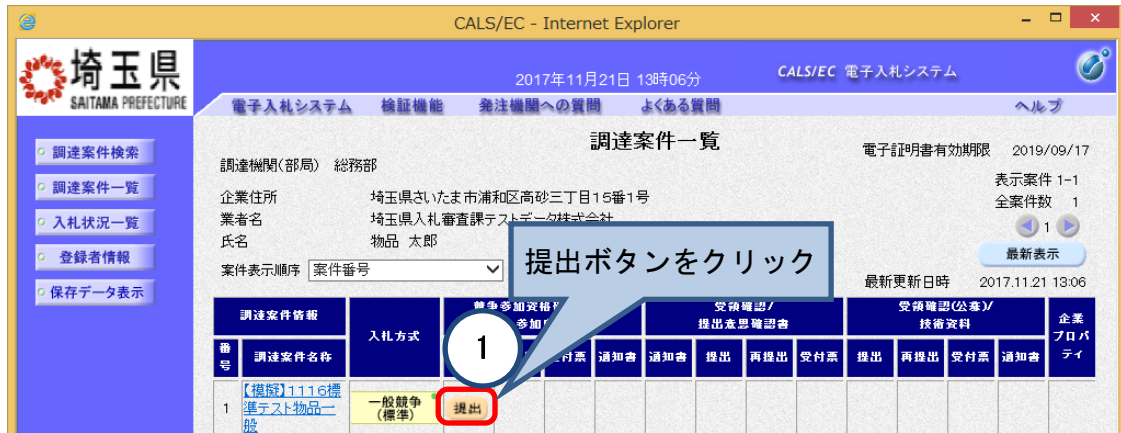 CALS/EC - Internet Explorer
埼玉県
SAITAMA PREFECTURE
2017年11月21日 13時06分
CALS/EC 電子入札システム
電子入札システム 検証機能 発注機関への質問 よくある質問 ヘルプ
調達案件検索
調達案件一覧
入札状況一覧
登録者情報
保存データ表示
調達案件一覧
電子証明書有効期限 2019/09/17
調達機関(部局) 総務部
企業住所 埼玉県さいたま市浦和区高砂三丁目15番1号
業者名 埼玉県入札審査課テストデータ株式会社
氏名 物品 太郎
案件表示順序 案件番号
表示案件 1-1
全案件数 1
1
最新表示
最新更新日時 2017.11.21 13:06
提出ボタンをクリック
1
調達案件情報 入札方式 競争参加資格 参加 受領確認/ 提出意思確認書 受領確認(公募)/ 技術資料 企業プロパティ
番号 調達案件名称 付票 通知書 通知書 提出 再提出 受付票 提出 再提出 受付票 通知書
1 【模擬】1116標準テスト物品一般 一般競争(標準) 提出